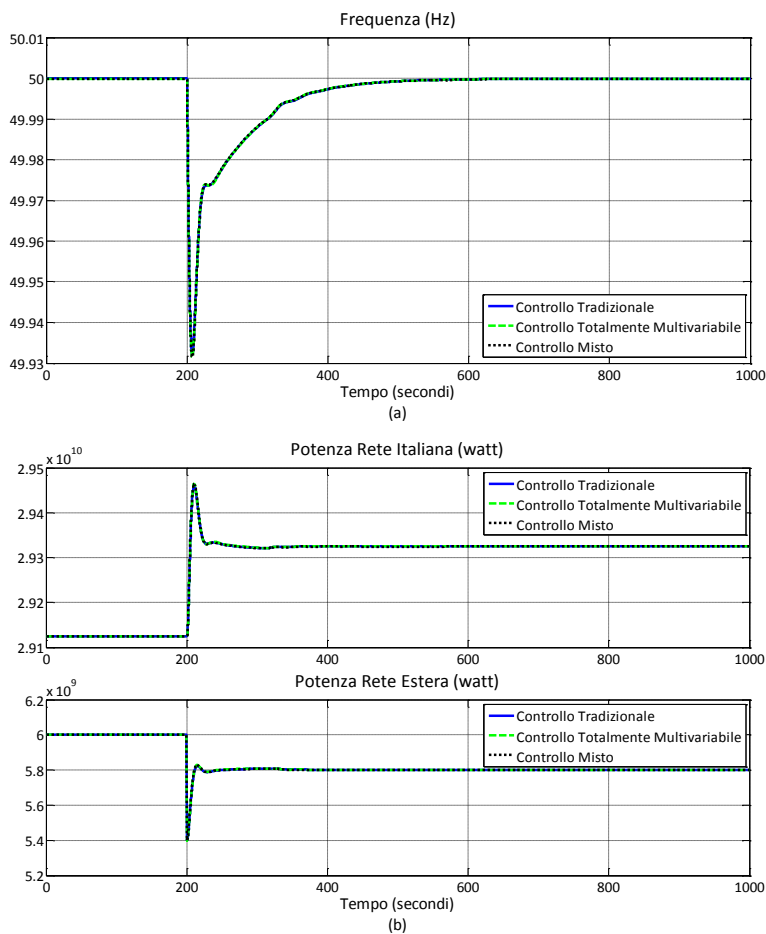 Frequenza (Hz)
50.01
50
49.99
49.98
49.97
49.96
49.95
49.94
49.93
Controllo Tradizionale
Controllo Totalmente Multivariabile
Controllo Misto
0 200 400 600 800 1000
Tempo (secondi)
(a)
Potenza Rete Italiana (watt)
x 10^10
2.95
2.94
2.93
2.92
2.91
Controllo Tradizionale
Controllo Totalmente Multivariabile
Controllo Misto
0 200 400 600 800 1000
Potenza Rete Estera (watt)
x 10^9
6.2
6
5.8
5.6
5.4
5.2
Controllo Tradizionale
Controllo Totalmente Multivariabile
Controllo Misto
0 200 400 600 800 1000
Tempo (secondi)
(b)